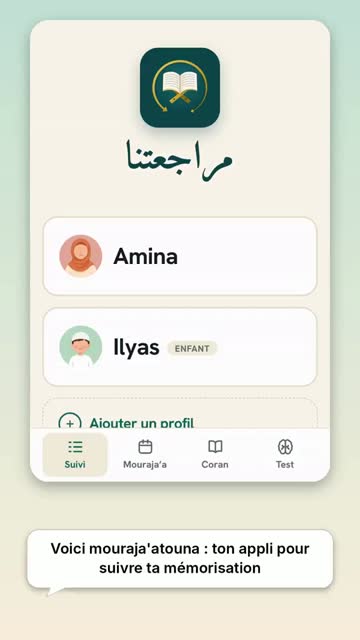 مراجعتنا
Amina
Ilyas ENFANT
Ajouter un profil
Suivi Mouraja'a Coran Test
Voici mouraja'atouna : ton appli pour
suivre ta mémorisation